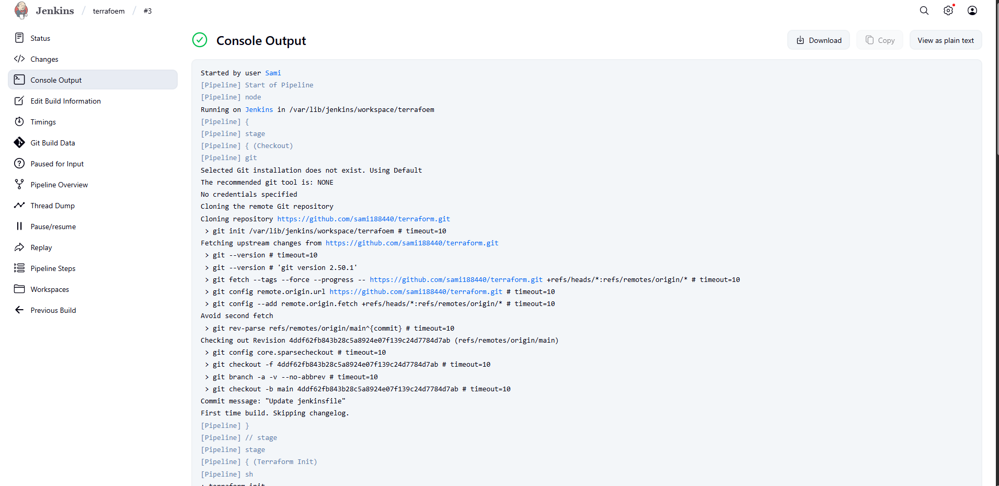 Jenkins / terrafoem / #3
Status
Changes
Console Output
Edit Build Information
Timings
Git Build Data
Paused for Input
Pipeline Overview
Thread Dump
Pause/resume
Replay
Pipeline Steps
Workspaces
Previous Build
Console Output
Download
Copy
View as plain text
Started by user Sami
[Pipeline] Start of Pipeline
[Pipeline] node
Running on Jenkins in /var/lib/jenkins/workspace/terrafoem
[Pipeline] {
[Pipeline] stage
[Pipeline] { (Checkout)
[Pipeline] git
Selected Git installation does not exist. Using Default
The recommended git tool is: NONE
No credentials specified
Cloning the remote Git repository
Cloning repository https://github.com/sami188440/terraform.git
 > git init /var/lib/jenkins/workspace/terrafoem # timeout=10
Fetching upstream changes from https://github.com/sami188440/terraform.git
 > git --version # timeout=10
 > git --version # 'git version 2.50.1'
 > git fetch --tags --force --progress -- https://github.com/sami188440/terraform.git +refs/heads/*:refs/remotes/origin/* # timeout=10
 > git config remote.origin.url https://github.com/sami188440/terraform.git # timeout=10
 > git config --add remote.origin.fetch +refs/heads/*:refs/remotes/origin/* # timeout=10
Avoid second fetch
 > git rev-parse refs/remotes/origin/main^{commit} # timeout=10
Checking out Revision 4ddf62fb843b28c5a8924e07f139c24d7784d7ab (refs/remotes/origin/main)
 > git config core.sparsecheckout # timeout=10
 > git checkout -f 4ddf62fb843b28c5a8924e07f139c24d7784d7ab # timeout=10
 > git branch -a -v --no-abbrev # timeout=10
 > git checkout -b main 4ddf62fb843b28c5a8924e07f139c24d7784d7ab # timeout=10
Commit message: "Update jenkinsfile"
First time build. Skipping changelog.
[Pipeline] }
[Pipeline] // stage
[Pipeline] stage
[Pipeline] { (Terraform Init)
[Pipeline] sh
+ terraform init